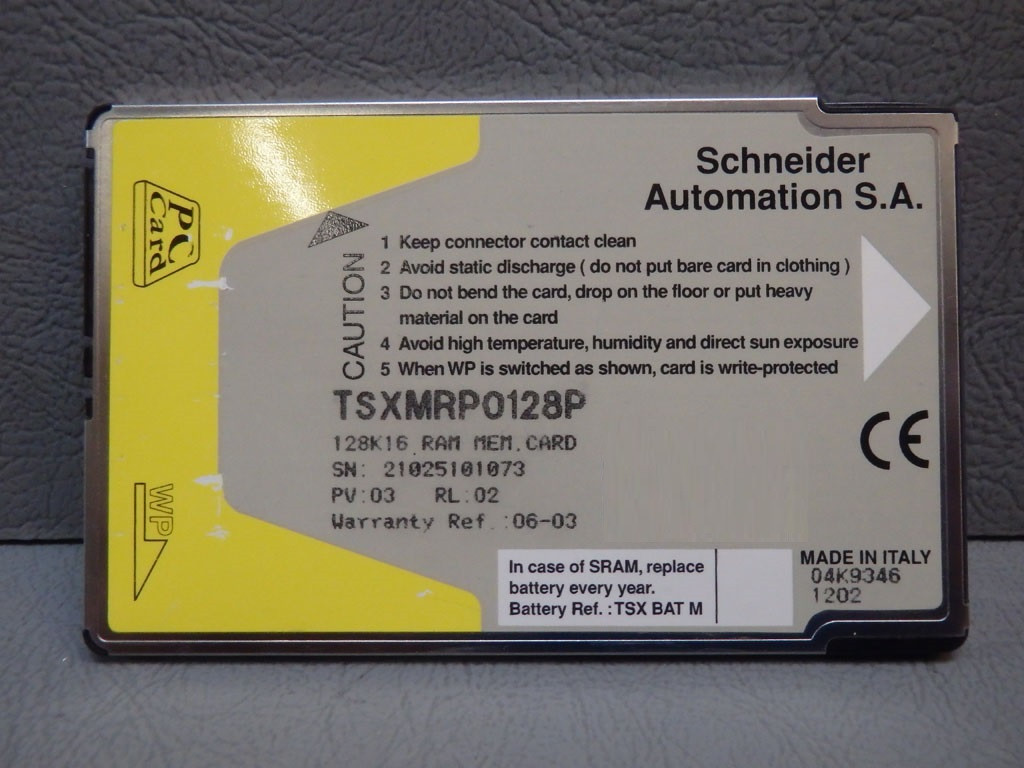 PC
Card
Schneider
Automation S.A.
CAUTION
1 Keep connector contact clean
2 Avoid static discharge ( do not put bare card in clothing )
3 Do not bend the card, drop on the floor or put heavy
material on the card
4 Avoid high temperature, humidity and direct sun exposure
5 When WP is switched as shown, card is write-protected
TSXMRP0128P
128K16 RAM MEM.CARD
SN: 21025101073
PV:03 RL:02
Warranty Ref.:06-03
CE
WP
In case of SRAM, replace
battery every year.
Battery Ref. : TSX BAT M
MADE IN ITALY
04K9346
1202